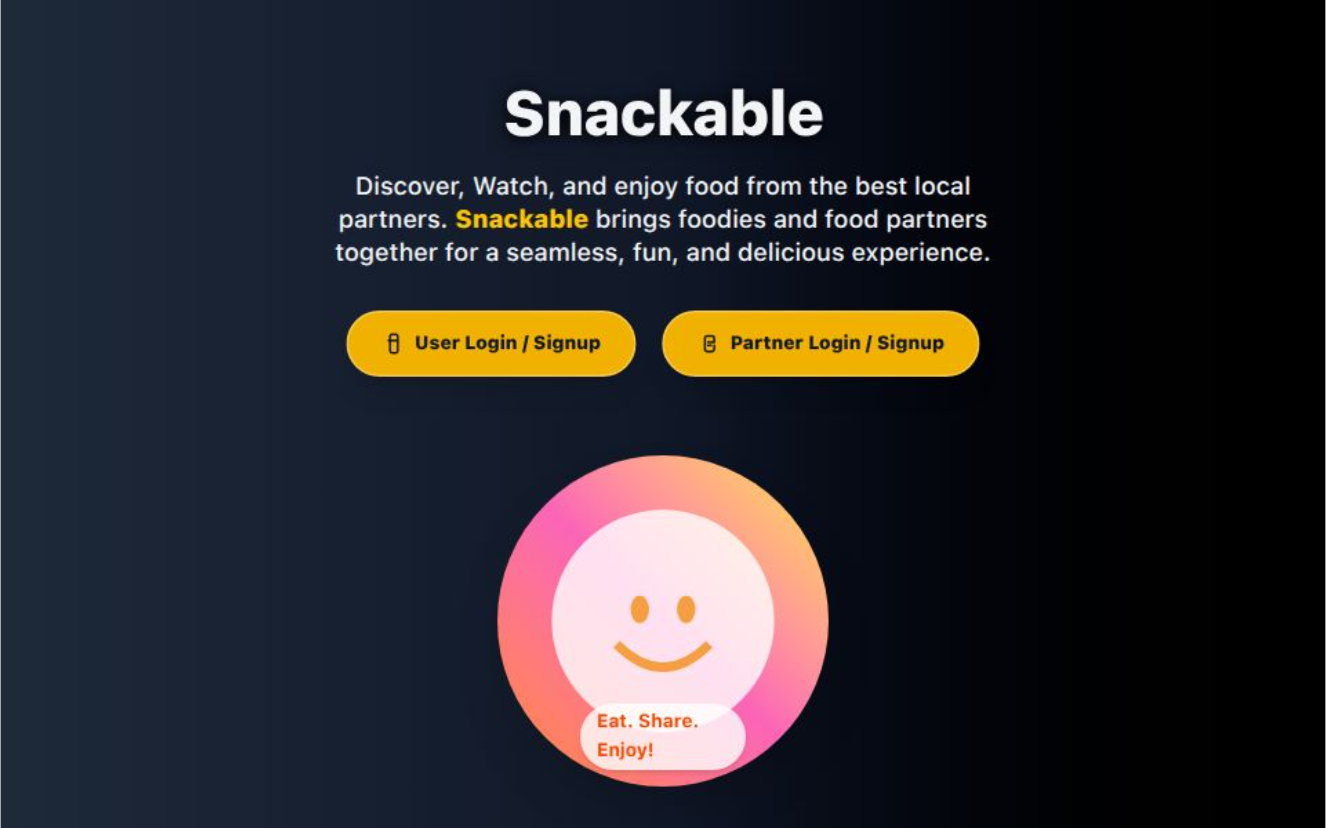 Snackable
Discover, Watch, and enjoy food from the best local
partners. Snackable brings foodies and food partners
together for a seamless, fun, and delicious experience.
User Login / Signup
Partner Login / Signup
Eat. Share.
Enjoy!